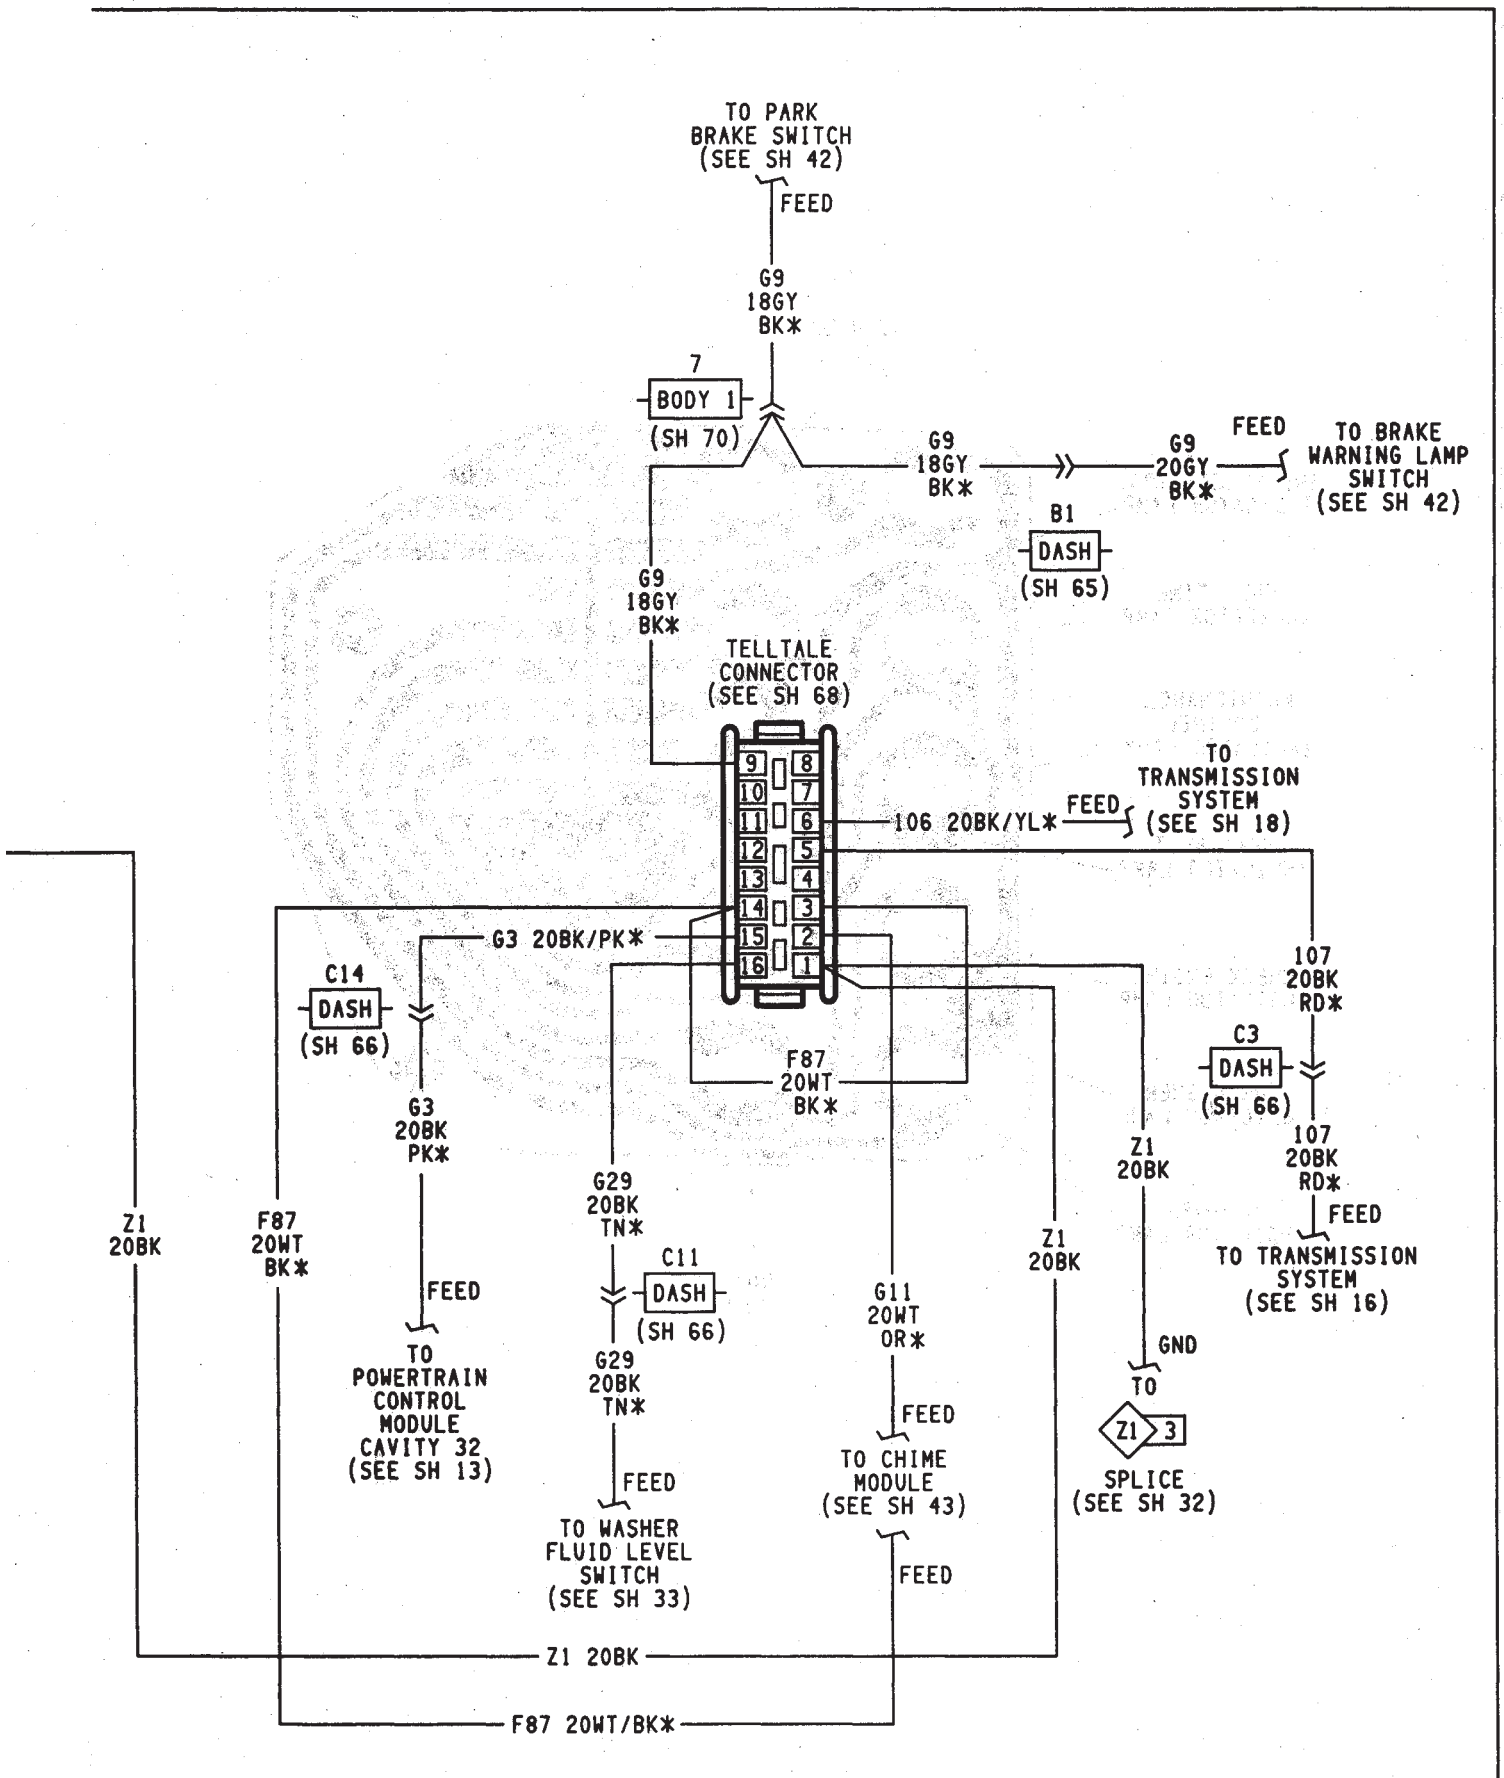 TO PARK
BRAKE SWITCH
(SEE SH 42)
FEED
G9
18GY
BK*
7
BODY 1
(SH 70)
G9
18GY
BK*
G9
20GY
BK*
FEED
TO BRAKE
WARNING LAMP
SWITCH
(SEE SH 42)
B1
DASH
(SH 65)
G9
18GY
BK*
TELLTALE
CONNECTOR
(SEE SH 68)
9 8
10 7
11 6
12 5
13 4
14 3
15 2
16 1
106 20BK/YL*
FEED
TO
TRANSMISSION
SYSTEM
(SEE SH 18)
G3 20BK/PK*
C14
DASH
(SH 66)
107
20BK
RD*
C3
DASH
(SH 66)
F87
20WT
BK*
G3
20BK
PK*
Z1
20BK
107
20BK
RD*
FEED
TO TRANSMISSION
SYSTEM
(SEE SH 16)
Z1
20BK
F87
20WT
BK*
G29
20BK
TN*
Z1
20BK
C11
DASH
(SH 66)
FEED
TO
POWERTRAIN
CONTROL
MODULE
CAVITY 32
(SEE SH 13)
G11
20WT
OR*
GND
TO
Z1 3
SPLICE
(SEE SH 32)
G29
20BK
TN*
FEED
TO CHIME
MODULE
(SEE SH 43)
FEED
FEED
TO WASHER
FLUID LEVEL
SWITCH
(SEE SH 33)
Z1 20BK
F87 20WT/BK*